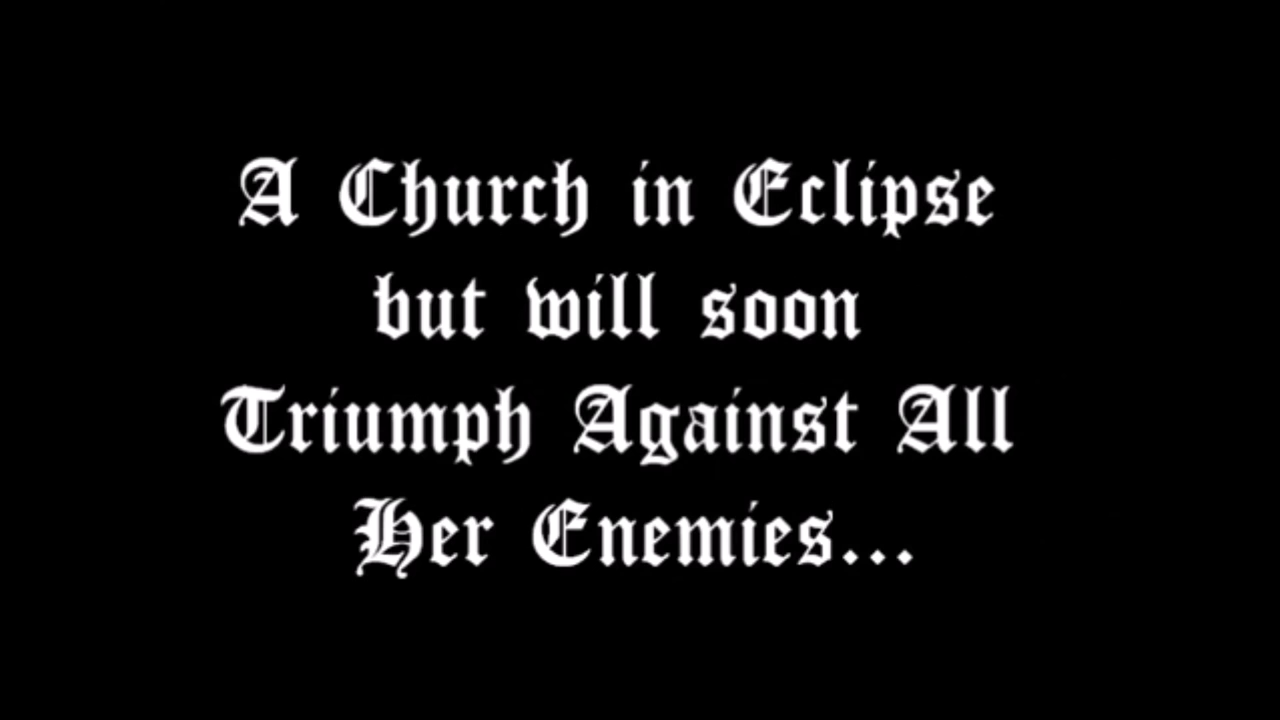 A Church in Eclipse
but will soon
Triumph Against All
Her Enemies...